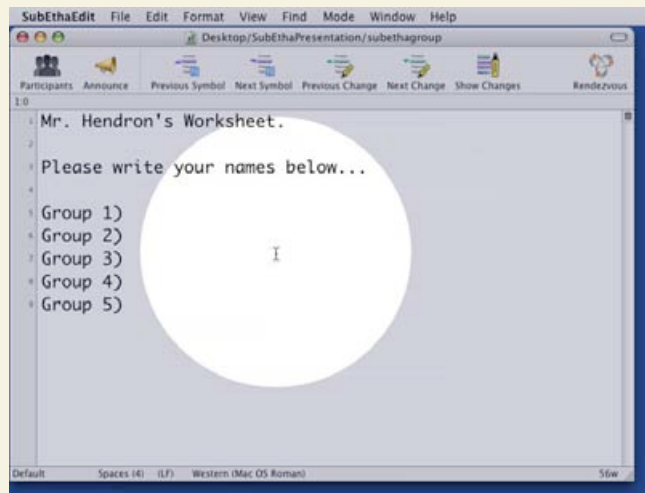 SubEthaEdit File Edit Format View Find Mode Window Help
Desktop/SubEthaPresentation/subethagroup
Participants Announce Previous Symbol Next Symbol Previous Change Next Change Show Changes Rendezvous
1:0
1 Mr. Hendron's Worksheet.
2
3 Please write your names below...
4
5 Group 1)
6 Group 2)
7 Group 3)
8 Group 4)
9 Group 5)
Default Spaces (4) (LF) Western (Mac OS Roman) 56w